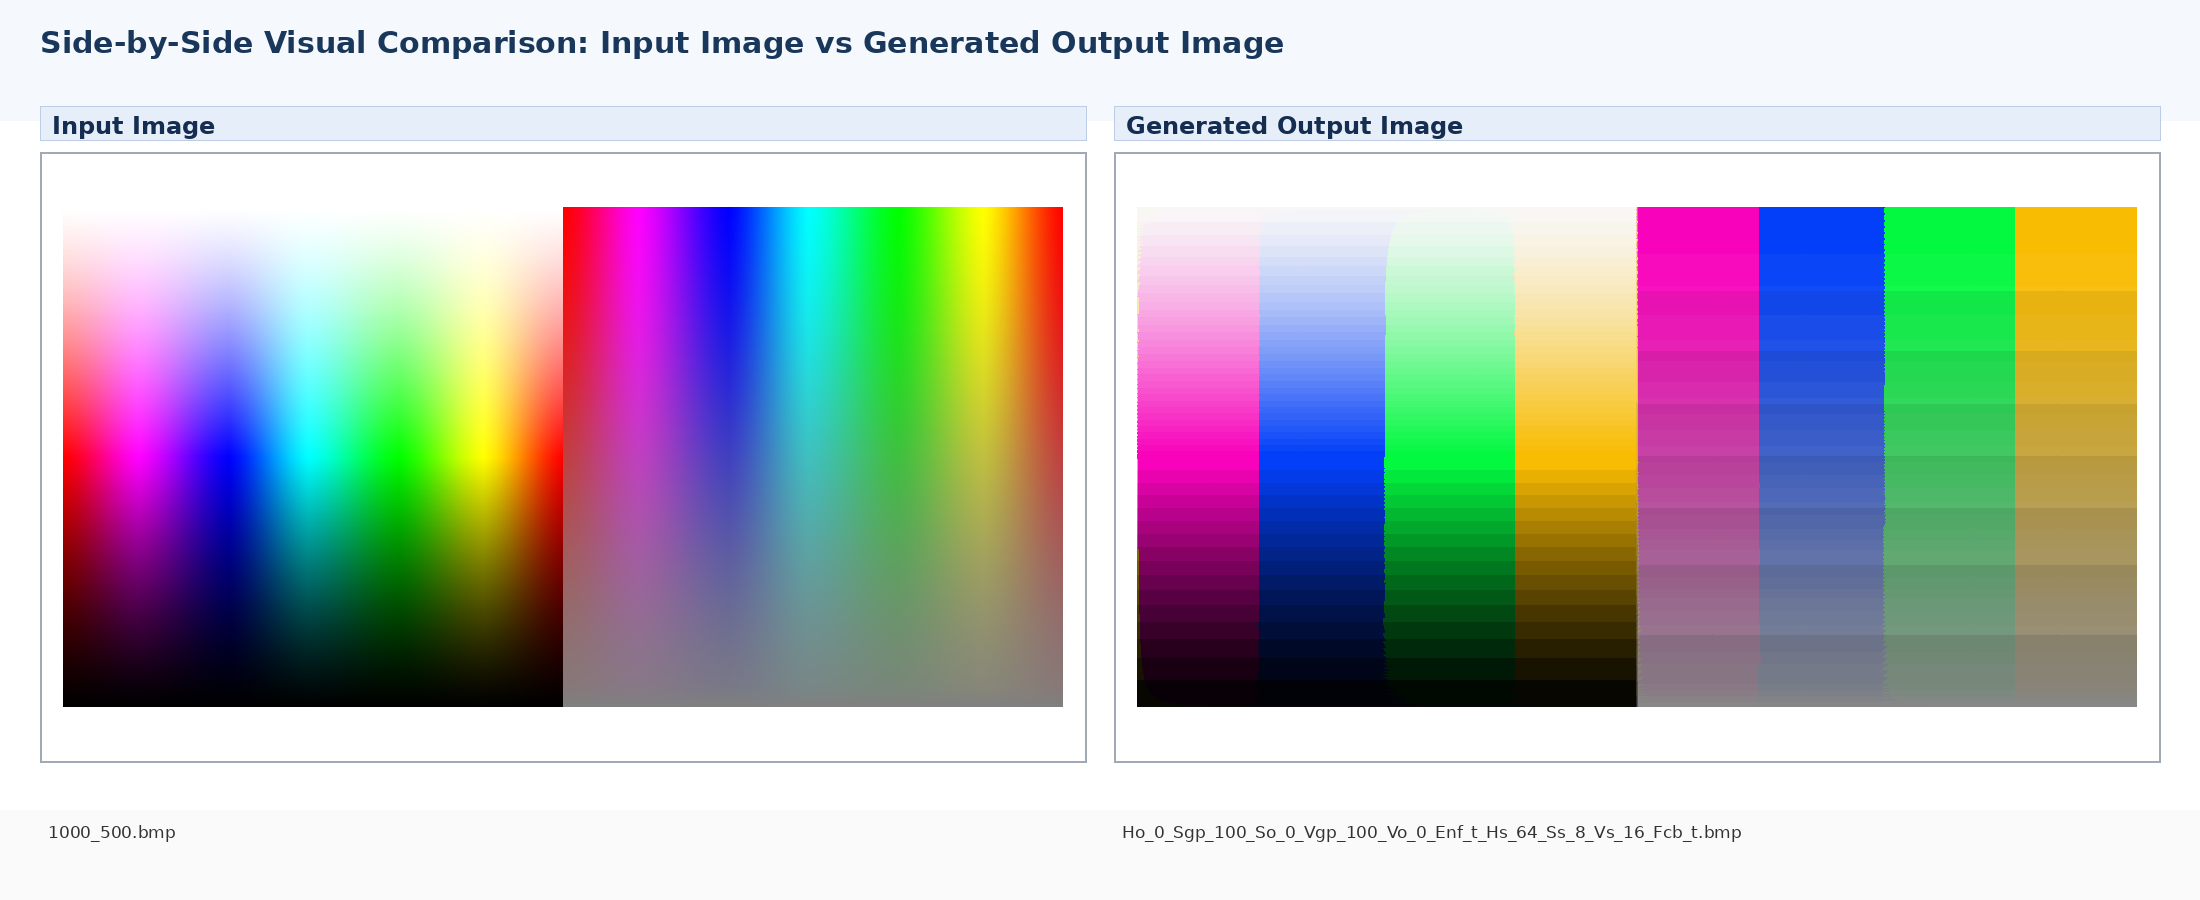 Side-by-Side Visual Comparison: Input Image vs Generated Output Image
Input Image
Generated Output Image
1000_500.bmp
Ho_0_Sgp_100_So_0_Vgp_100_Vo_0_Enf_t_Hs_64_Ss_8_Vs_16_Fcb_t.bmp